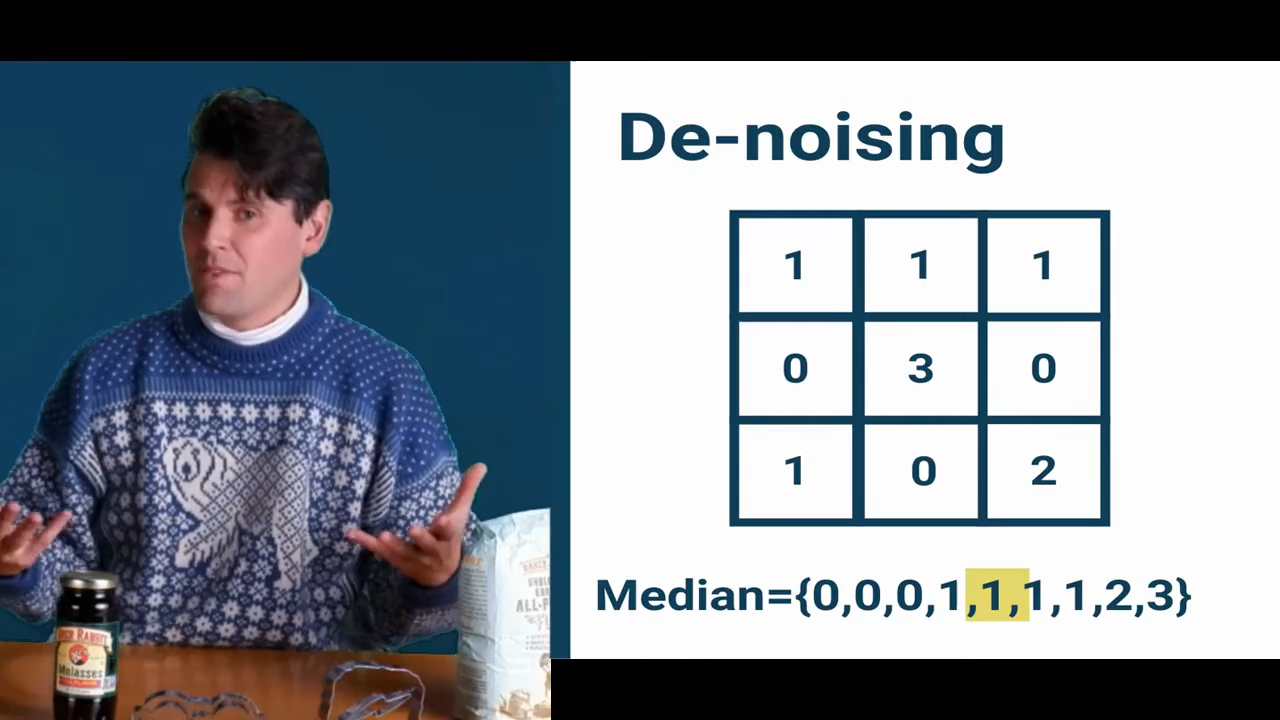 De-noising
1 1 1
0 3 0
1 0 2
Median={0,0,0,1,1,1,1,2,3}
Molasses